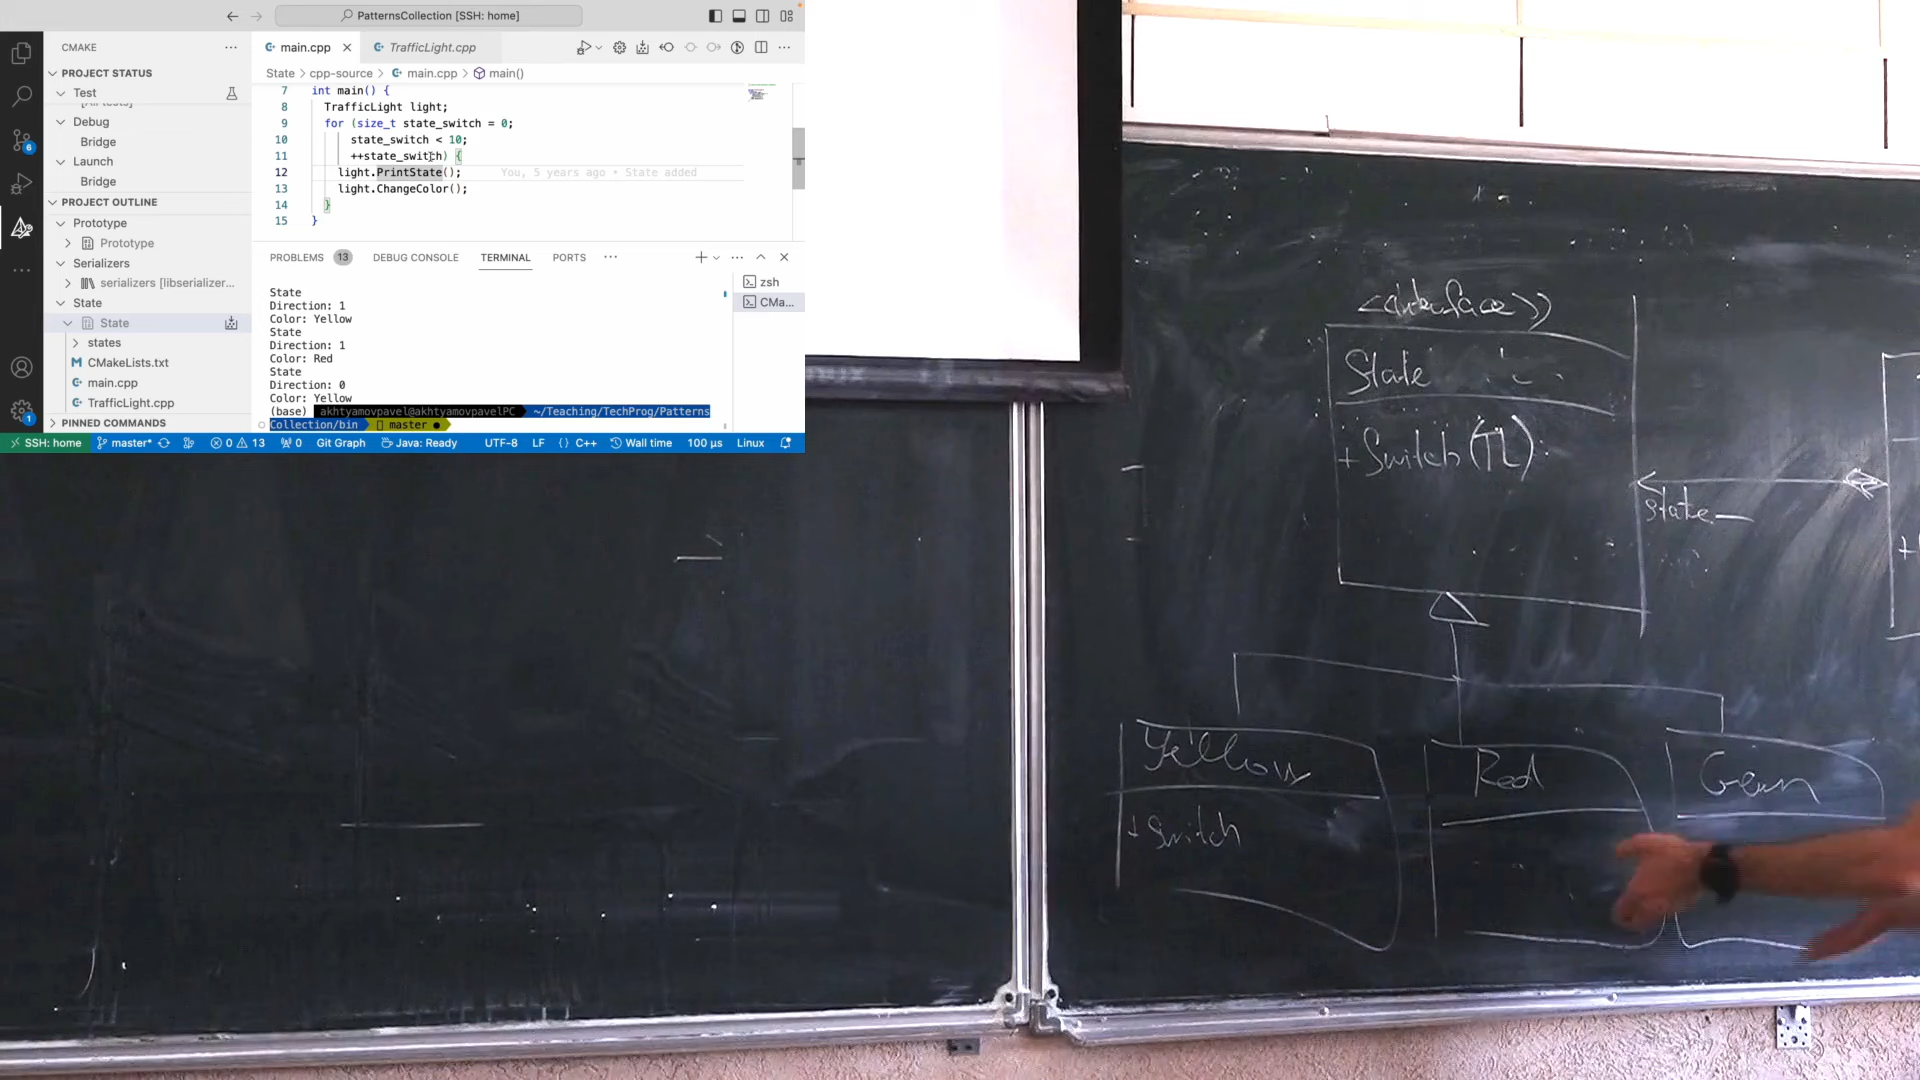 PatternsCollection [SSH: home]
CMAKE
main.cpp
TrafficLight.cpp
PROJECT STATUS
Test
[All tests]
Debug
Bridge
Launch
Bridge
PROJECT OUTLINE
Prototype
Prototype
Serializers
serializers [libserializer...
State
State
states
CMakeLists.txt
main.cpp
TrafficLight.cpp
PINNED COMMANDS
6
1
State > cpp-source > main.cpp > main()
7 int main() {
8 TrafficLight light;
9 for (size_t state_switch = 0;
10 state_switch < 10;
11 ++state_switch) {
12 light.PrintState(); You, 5 years ago • State added
13 light.ChangeColor();
14 }
15 }
PROBLEMS 13 DEBUG CONSOLE TERMINAL PORTS
zsh
CMa...
State
Direction: 1
Color: Yellow
State
Direction: 1
Color: Red
State
Direction: 0
Color: Yellow
(base) akhtyamovpavel@akhtyamovpavelPC ~/Teaching/TechProg/Patterns
Collection/bin master ●
SSH: home master* 0 13 0 Git Graph Java: Ready UTF-8 LF {} C++ Wall time 100 µs Linux
<<interface>>
State
+ Switch(TL):
state_
Yellow
+ Switch
Red
Green